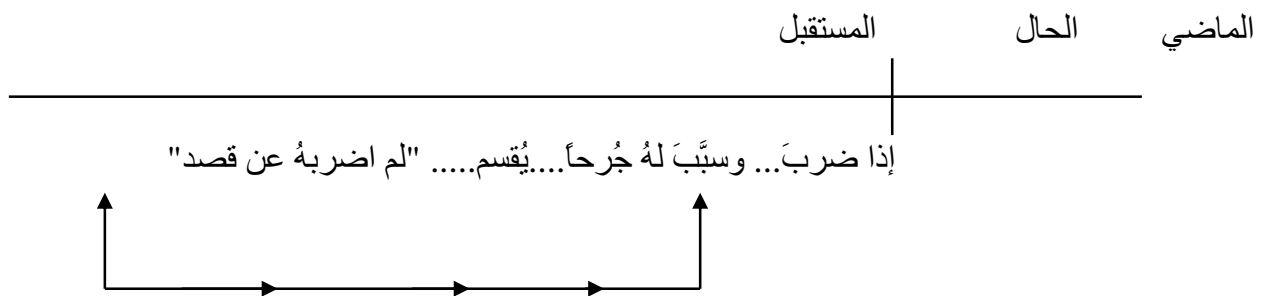 الماضي الحال المستقبل
إذا ضربَ... وسبَّبَ لهُ جُرحاً....يُقسم..... "لم اضربهُ عن قصد"